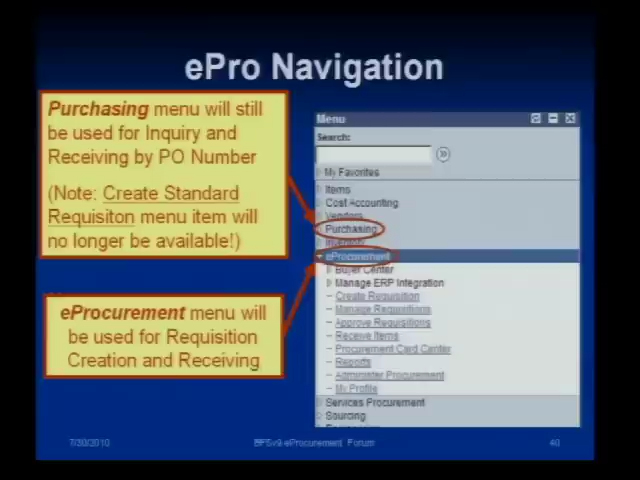 ePro Navigation
Purchasing menu will still
be used for Inquiry and
Receiving by PO Number
(Note: Create Standard
Requisiton menu item will
no longer be available!)
eProcurement menu will
be used for Requisition
Creation and Receiving
Menu
Search:
My Favorites
Items
Cost Accounting
Vendors
Purchasing
eProcurement
Buyer Center
Manage ERP Integration
Create Requisition
Manage Requisitions
Approve Requisitions
Receive Items
Procurement Card Center
Reports
Administer Procurement
My Profile
Services Procurement
Sourcing
7/30/2010
BFSv9 eProcurement Forum
40